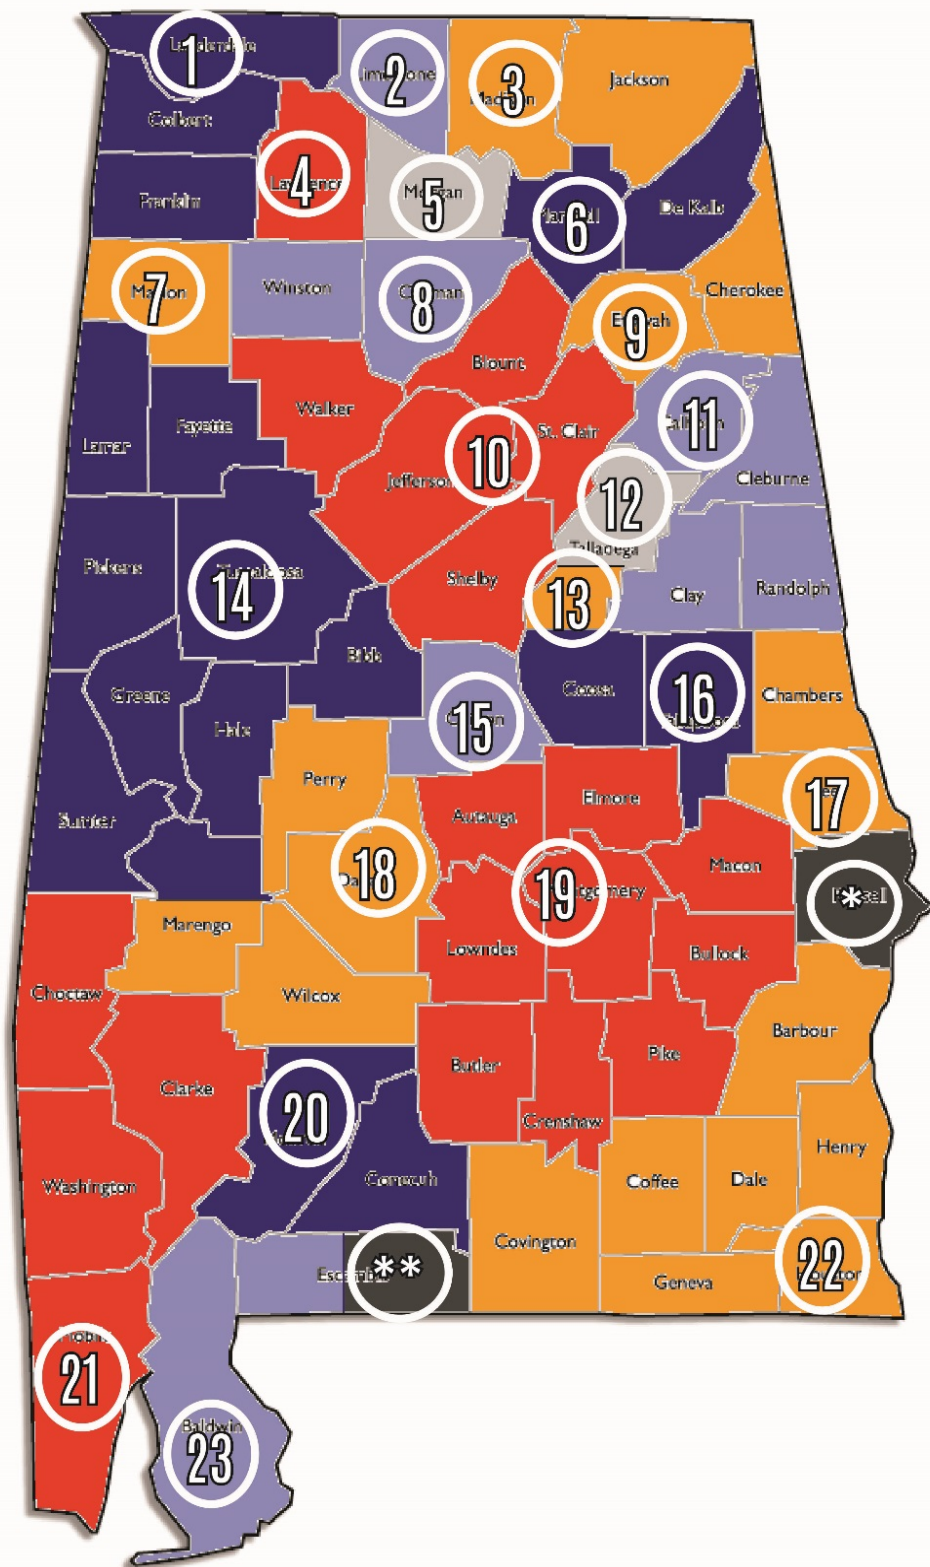 1
2
3
Jackson
Colbert
4
5
6
De Kalb
Franklin
7
Winston
8
9
Cherokee
Blount
Walker
St. Clair
11
Fayette
Lamar
10
Jefferson
12
Cleburne
Talladega
Pickens
14
Shelby
13
Clay
Randolph
Bibb
Greene
Coosa
16
Chambers
Hale
15
Perry
Elmore
17
Sumter
Autauga
Macon
18
19
*
Marengo
Lowndes
Bullock
Choctaw
Wilcox
Barbour
Pike
Butler
Clarke
20
Crenshaw
Henry
Conecuh
Coffee
Dale
Washington
Covington
22
**
Geneva
21
Baldwin
23